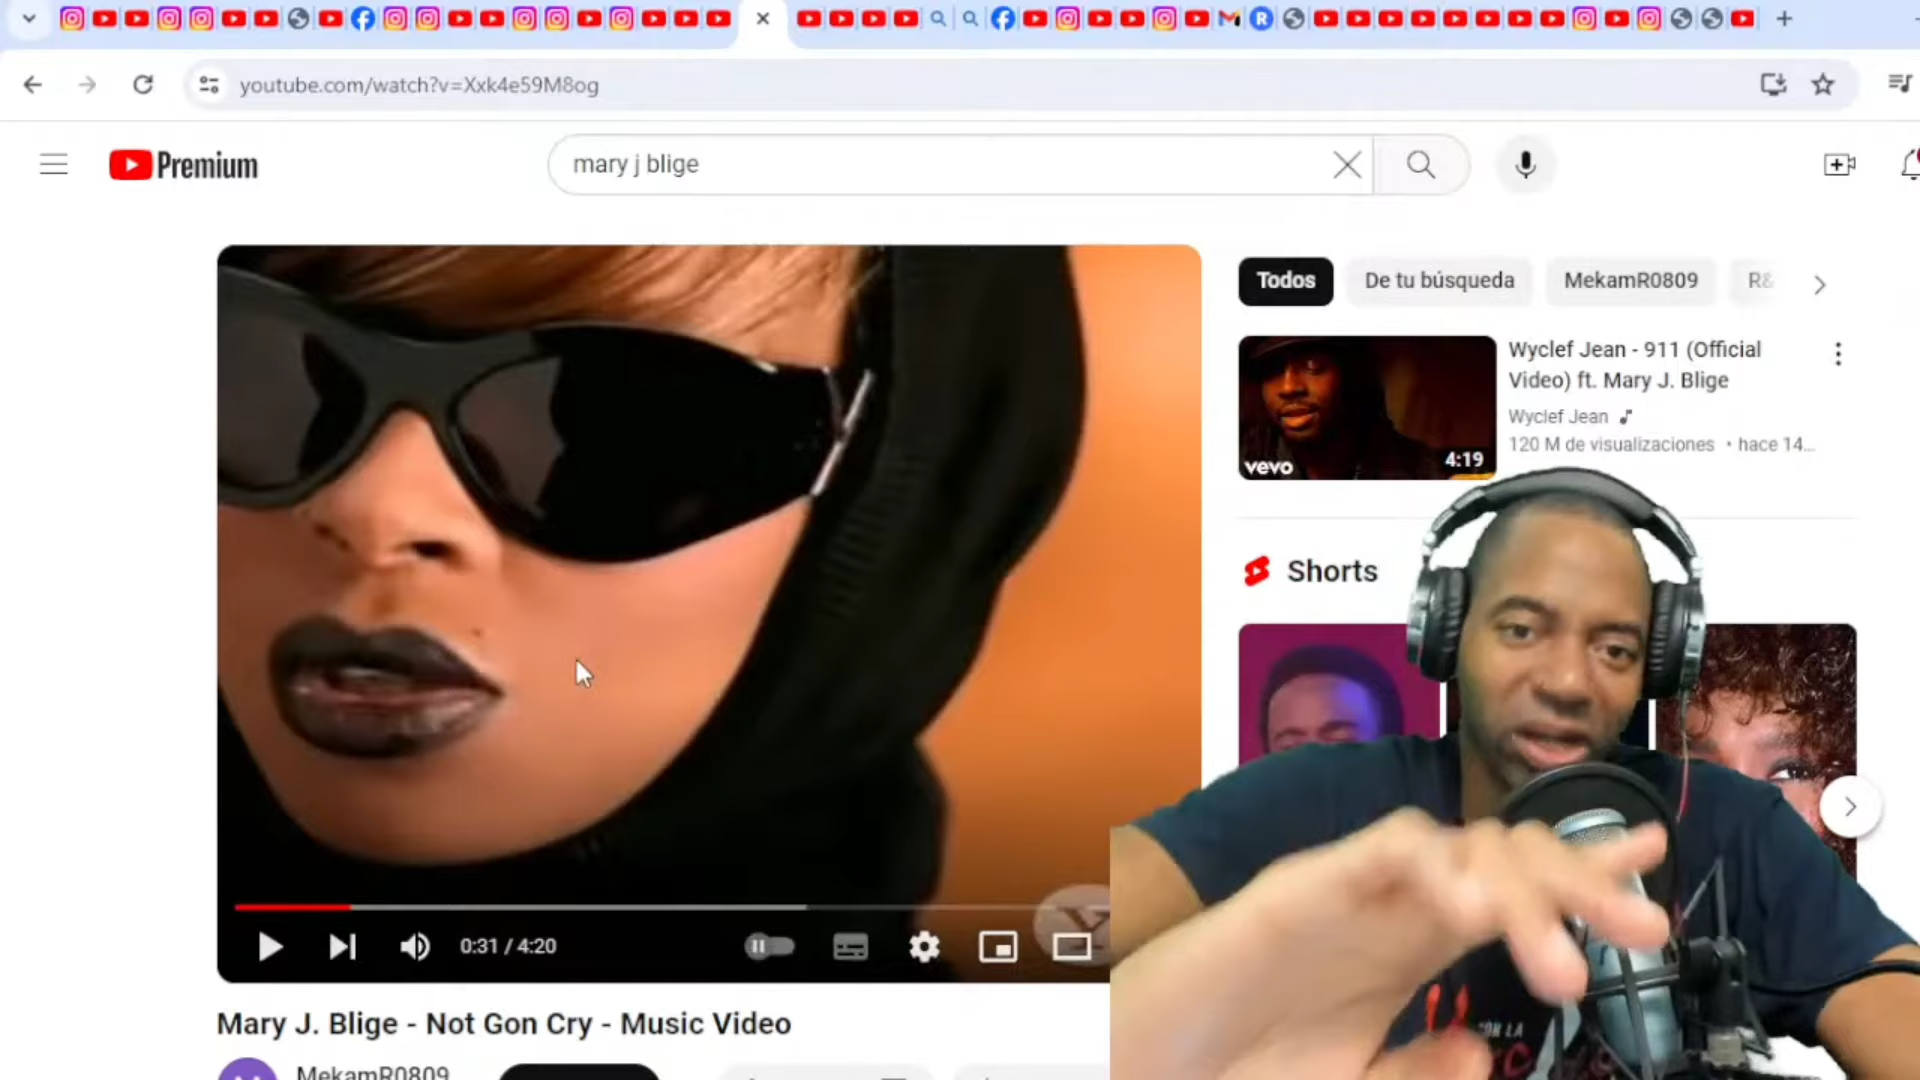 youtube.com/watch?v=Xxk4e59M8og
Premium
mary j blige
Todos
De tu búsqueda
MekamR0809
R&
Wyclef Jean - 911 (Official
Video) ft. Mary J. Blige
Wyclef Jean
120 M de visualizaciones • hace 14...
vevo
4:19
Shorts
0:31 / 4:20
Mary J. Blige - Not Gon Cry - Music Video
MekamR0809